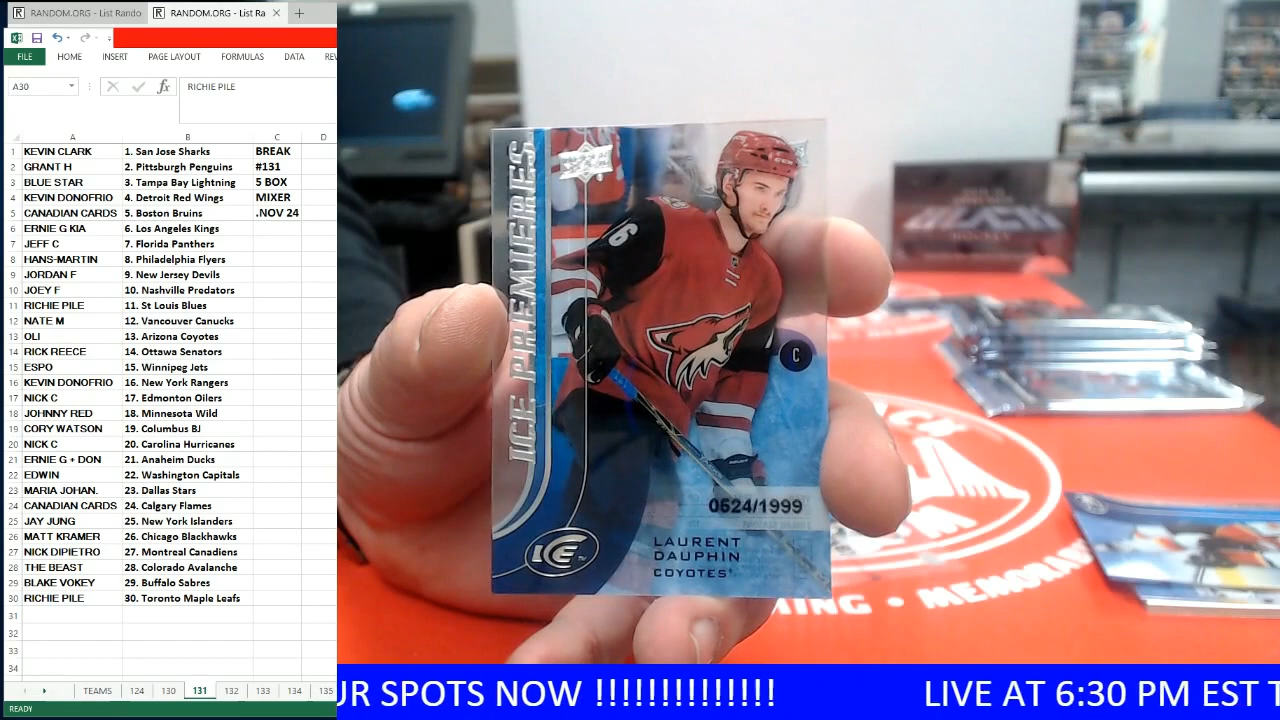 RANDOM.ORG - List Rando
RANDOM.ORG - List Ra
FILE HOME INSERT PAGE LAYOUT FORMULAS DATA REV
A30
RICHIE PILE
A B C D
1 KEVIN CLARK 1. San Jose Sharks BREAK
2 GRANT H 2. Pittsburgh Penguins #131
3 BLUE STAR 3. Tampa Bay Lightning 5 BOX
4 KEVIN DONOFRIO 4. Detroit Red Wings MIXER
5 CANADIAN CARDS 5. Boston Bruins .NOV 24
6 ERNIE G KIA 6. Los Angeles Kings
7 JEFF C 7. Florida Panthers
8 HANS-MARTIN 8. Philadelphia Flyers
9 JORDAN F 9. New Jersey Devils
10 JOEY F 10. Nashville Predators
11 RICHIE PILE 11. St Louis Blues
12 NATE M 12. Vancouver Canucks
13 OLI 13. Arizona Coyotes
14 RICK REECE 14. Ottawa Senators
15 ESPO 15. Winnipeg Jets
16 KEVIN DONOFRIO 16. New York Rangers
17 NICK C 17. Edmonton Oilers
18 JOHNNY RED 18. Minnesota Wild
19 CORY WATSON 19. Columbus BJ
20 NICK C 20. Carolina Hurricanes
21 ERNIE G + DON 21. Anaheim Ducks
22 EDWIN 22. Washington Capitals
23 MARIA JOHAN. 23. Dallas Stars
24 CANADIAN CARDS 24. Calgary Flames
25 JAY JUNG 25. New York Islanders
26 MATT KRAMER 26. Chicago Blackhawks
27 NICK DIPIETRO 27. Montreal Canadiens
28 THE BEAST 28. Colorado Avalanche
29 BLAKE VOKEY 29. Buffalo Sabres
30 RICHIE PILE 30. Toronto Maple Leafs
31
32
33
34
TEAMS 124 130 131 132 133 134 135
READY
ICE PREMIERES
16
C
0624/1999
LAURENT
DAUPHIN
COYOTES
ICE
BLACK
MING • MEMORA
UR SPOTS NOW !!!!!!!!!!!!!!! LIVE AT 6:30 PM EST T